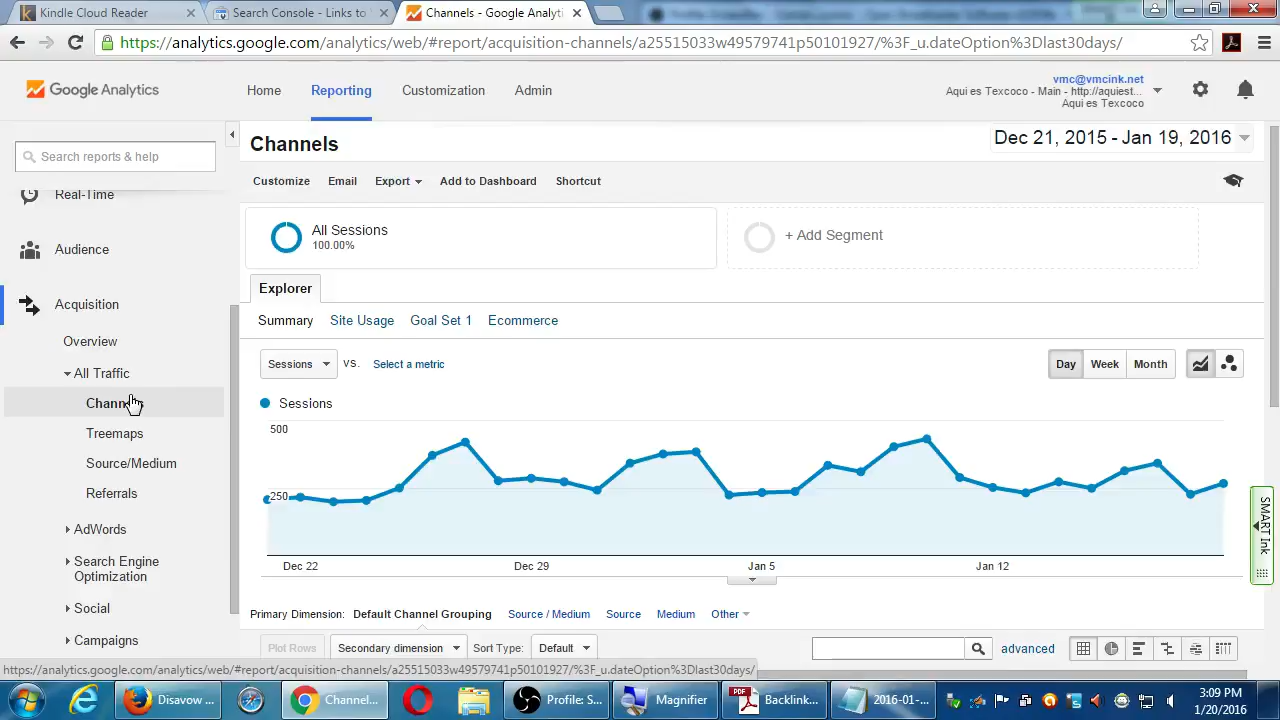 Kindle Cloud Reader
Search Console - Links to
Channels - Google Analyti
https://analytics.google.com/analytics/web/#report/acquisition-channels/a25515033w49579741p50101927/%3F_u.dateOption%3Dlast30days/
Google Analytics
Home
Reporting
Customization
Admin
vmc@vmcink.net
Aqui es Texcoco - Main - http://aquiest...
Aqui es Texcoco
Search reports & help
Real-Time
Audience
Acquisition
Overview
All Traffic
Channels
Treemaps
Source/Medium
Referrals
AdWords
Search Engine
Optimization
Social
Campaigns
Channels
Dec 21, 2015 - Jan 19, 2016
Customize
Email
Export
Add to Dashboard
Shortcut
All Sessions
100.00%
+ Add Segment
Explorer
Summary
Site Usage
Goal Set 1
Ecommerce
Sessions
VS.
Select a metric
Day
Week
Month
Sessions
500
250
Dec 22
Dec 29
Jan 5
Jan 12
SMART Ink
Primary Dimension:
Default Channel Grouping
Source / Medium
Source
Medium
Other
Plot Rows
Secondary dimension
Sort Type:
Default
advanced
https://analytics.google.com/analytics/web/#report/acquisition-channels/a25515033w49579741p50101927/%3F_u.dateOption%3Dlast30days/
Disavow ...
Channel...
Profile: S...
Magnifier
PDF
Backlink...
2016-01-...
3:09 PM
1/20/2016